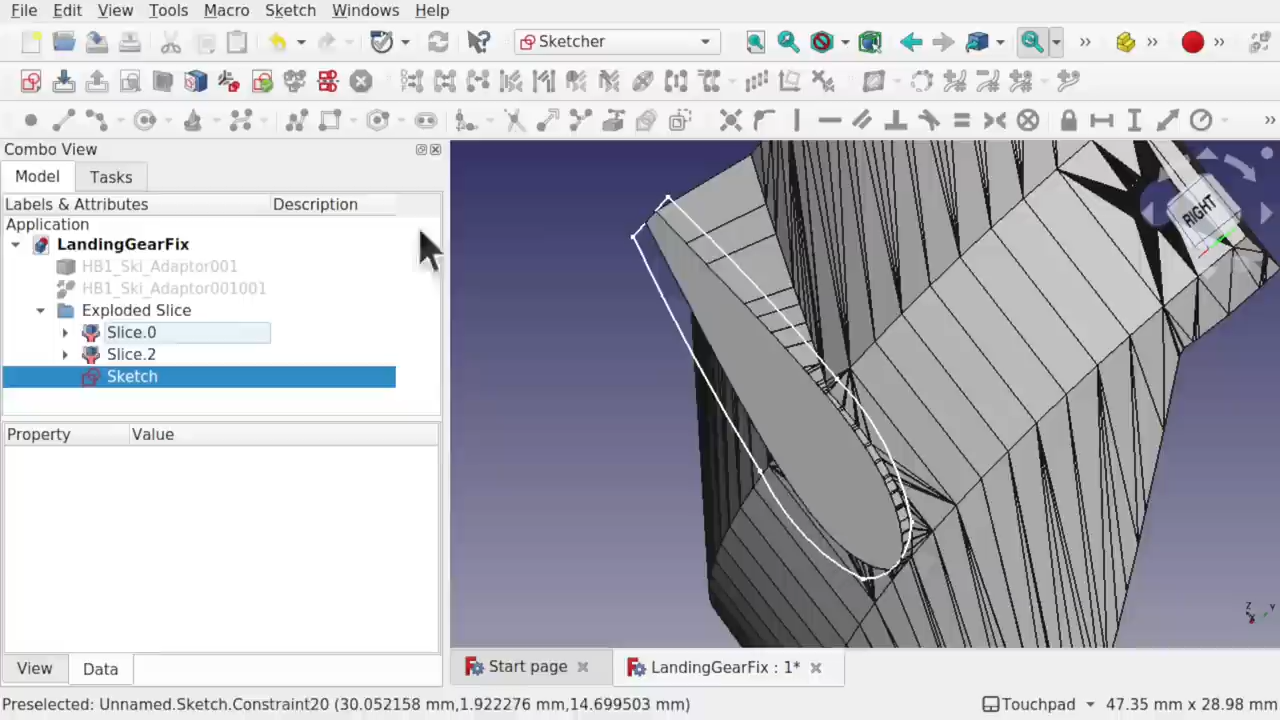 File Edit View Tools Macro Sketch Windows Help
Sketcher
Combo View
Model Tasks
Labels & Attributes Description
Application
LandingGearFix
HB1_Ski_Adaptor001
HB1_Ski_Adaptor001001
Exploded Slice
Slice.0
Slice.2
Sketch
Property Value
View Data
RIGHT
Z Y
Start page LandingGearFix : 1*
Preselected: Unnamed.Sketch.Constraint20 (30.052158 mm,1.922276 mm,14.699503 mm) Touchpad 47.35 mm x 28.98 mm